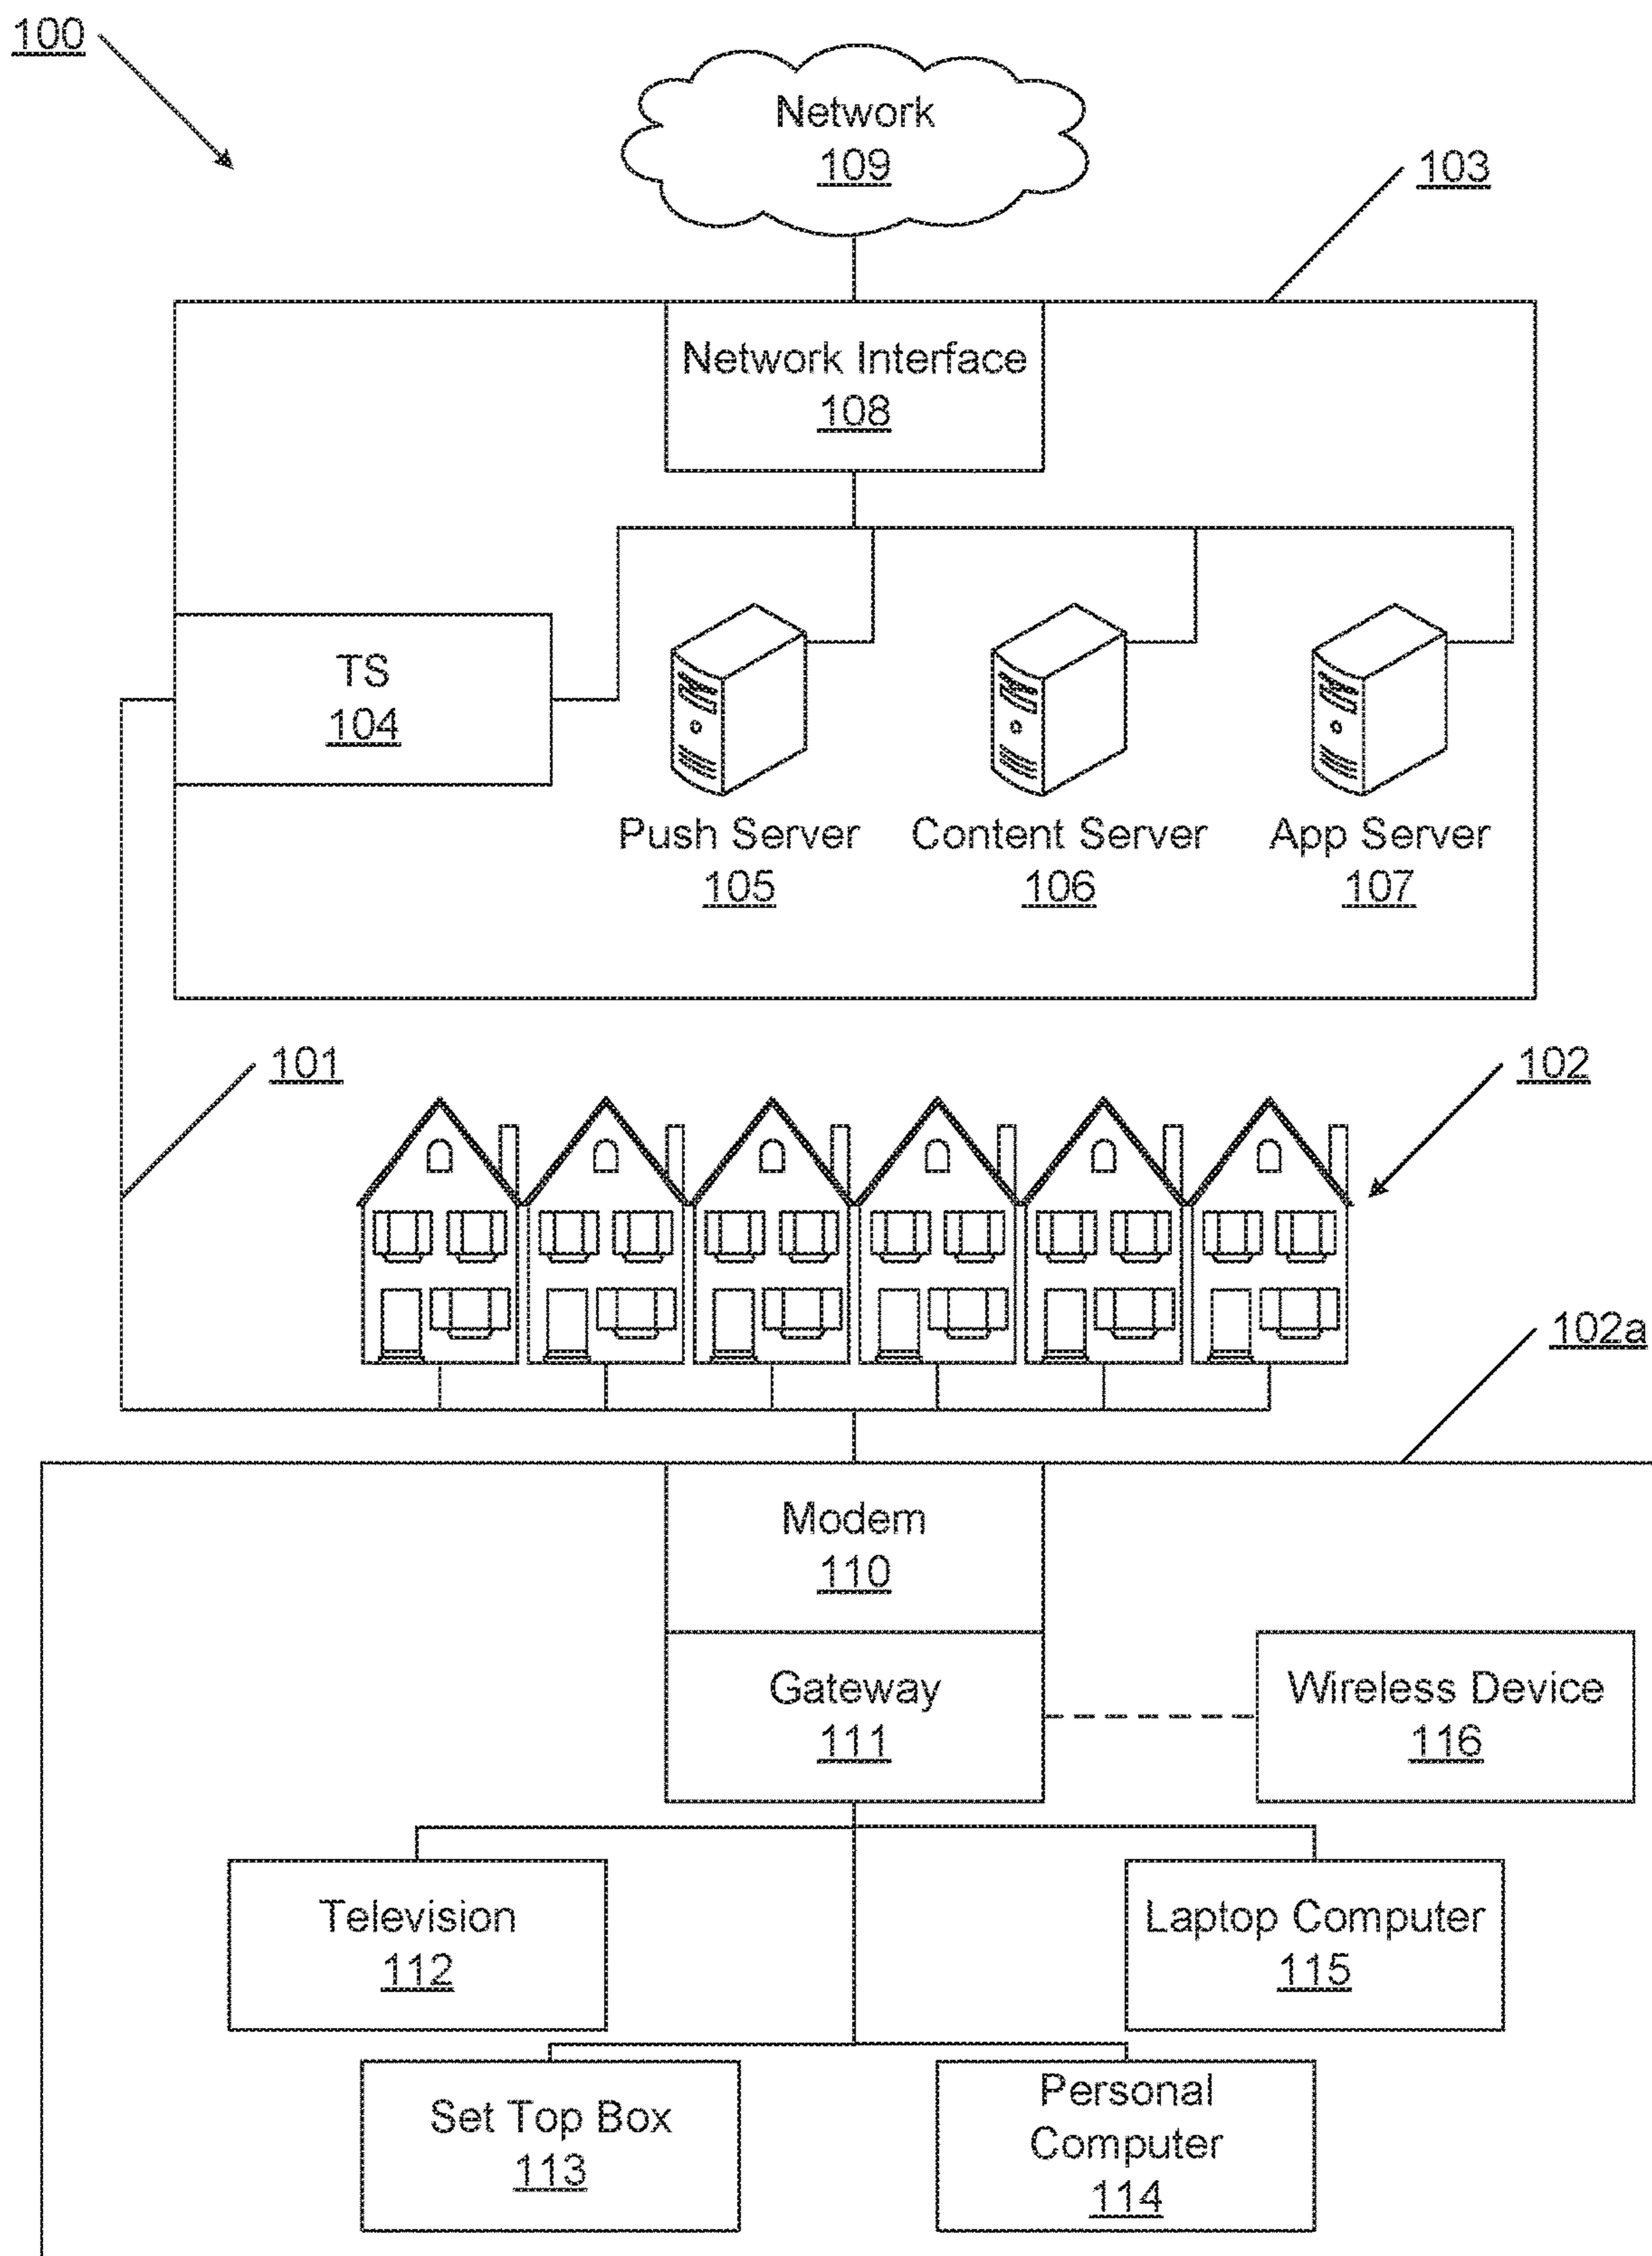 100
Network
109
103
Network Interface
108
TS
104
Push Server
105
Content Server
106
App Server
107
101
102
102a
Modem
110
Gateway
111
Wireless Device
116
Television
112
Laptop Computer
115
Set Top Box
113
Personal
Computer
114